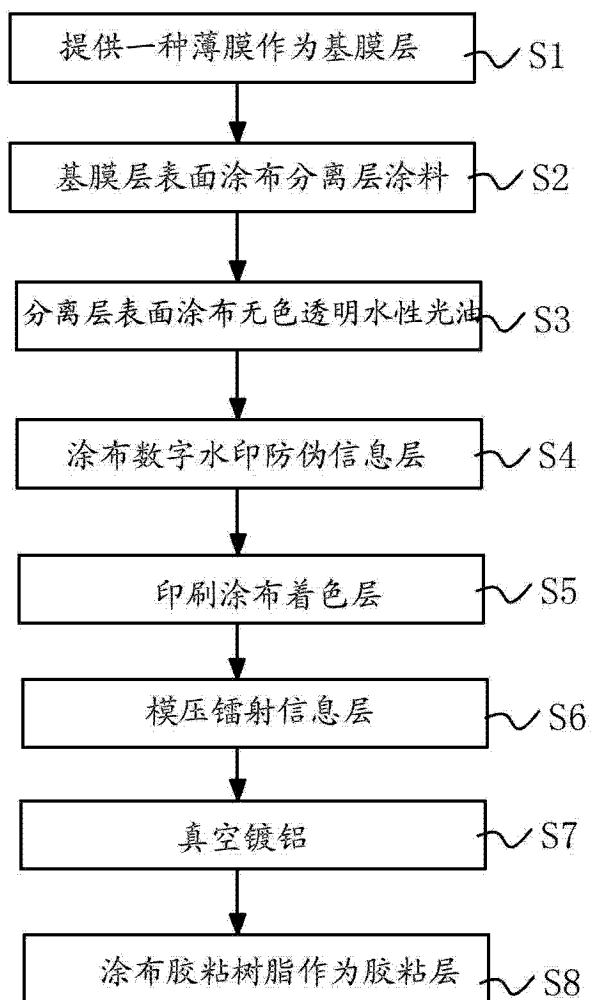 提供一种薄膜作为基膜层 S1
基膜层表面涂布分离层涂料 S2
分离层表面涂布无色透明水性光油 S3
涂布数字水印防伪信息层 S4
印刷涂布着色层 S5
模压镭射信息层 S6
真空镀铝 S7
涂布胶粘树脂作为胶粘层 S8